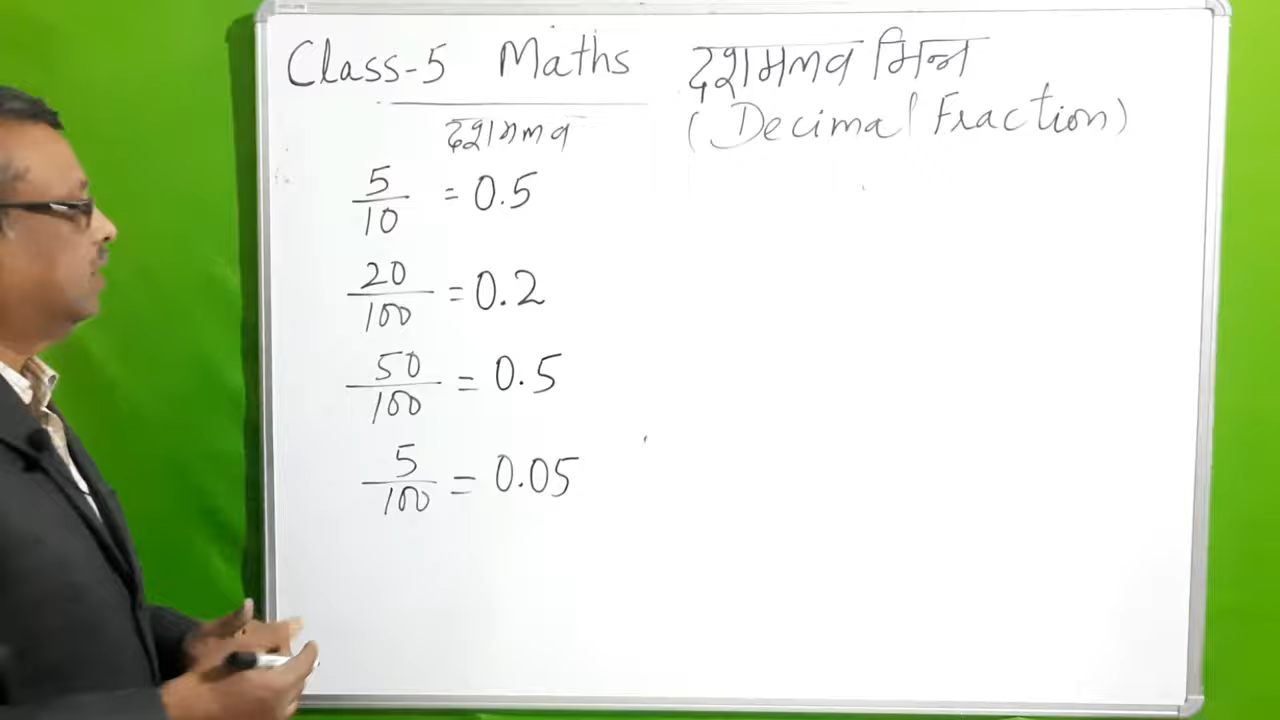 Class-5 Maths दशमलव भिन्न
(Decimal Fraction)
दशमलव
5/10 = 0.5
20/100 = 0.2
50/100 = 0.5
5/100 = 0.05